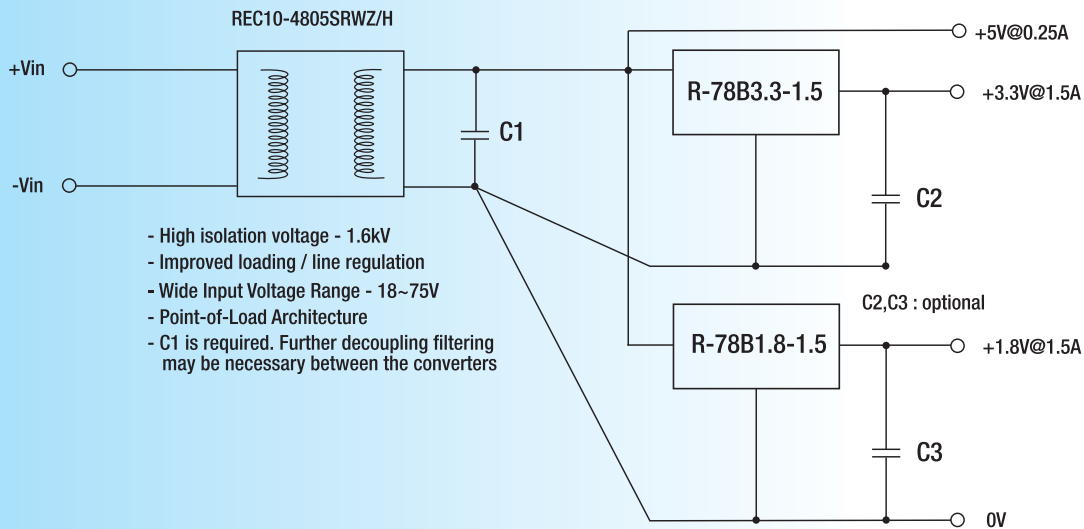 REC10-4805SRWZ/H
+5V@0.25A
+Vin
R-78B3.3-1.5
+3.3V@1.5A
C1
-Vin
C2
- High isolation voltage - 1.6kV
- Improved loading / line regulation
- Wide Input Voltage Range - 18~75V
- Point-of-Load Architecture
- C1 is required. Further decoupling filtering
may be necessary between the converters
C2,C3 : optional
R-78B1.8-1.5
+1.8V@1.5A
C3
0V